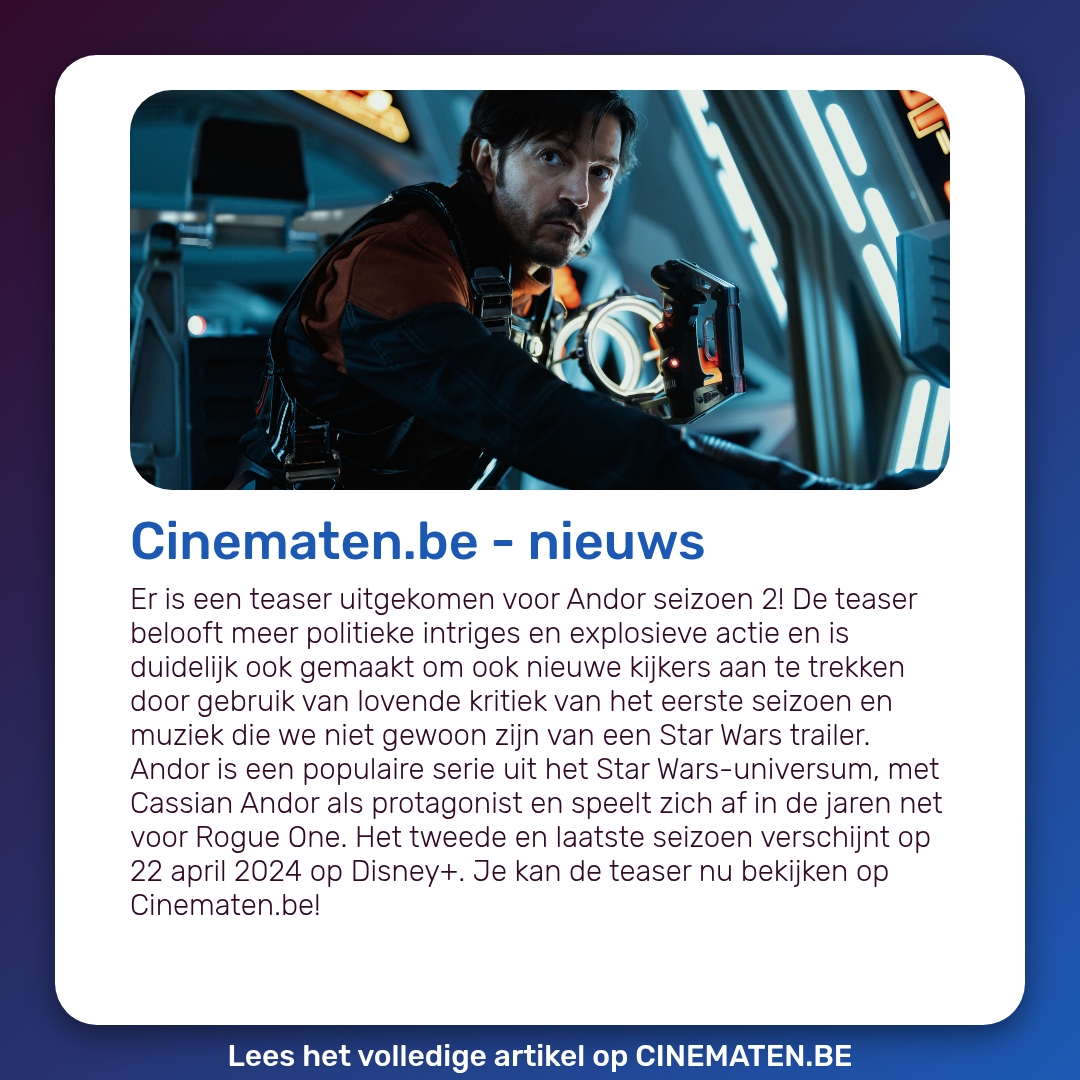 Cinematen.be - nieuws
Er is een teaser uitgekomen voor Andor seizoen 2! De teaser
belooft meer politieke intriges en explosieve actie en is
duidelijk ook gemaakt om ook nieuwe kijkers aan te trekken
door gebruik van lovende kritiek van het eerste seizoen en
muziek die we niet gewoon zijn van een Star Wars trailer.
Andor is een populaire serie uit het Star Wars-universum, met
Cassian Andor als protagonist en speelt zich af in de jaren net
voor Rogue One. Het tweede en laatste seizoen verschijnt op
22 april 2024 op Disney+. Je kan de teaser nu bekijken op
Cinematen.be!
Lees het volledige artikel op CINEMATEN.BE